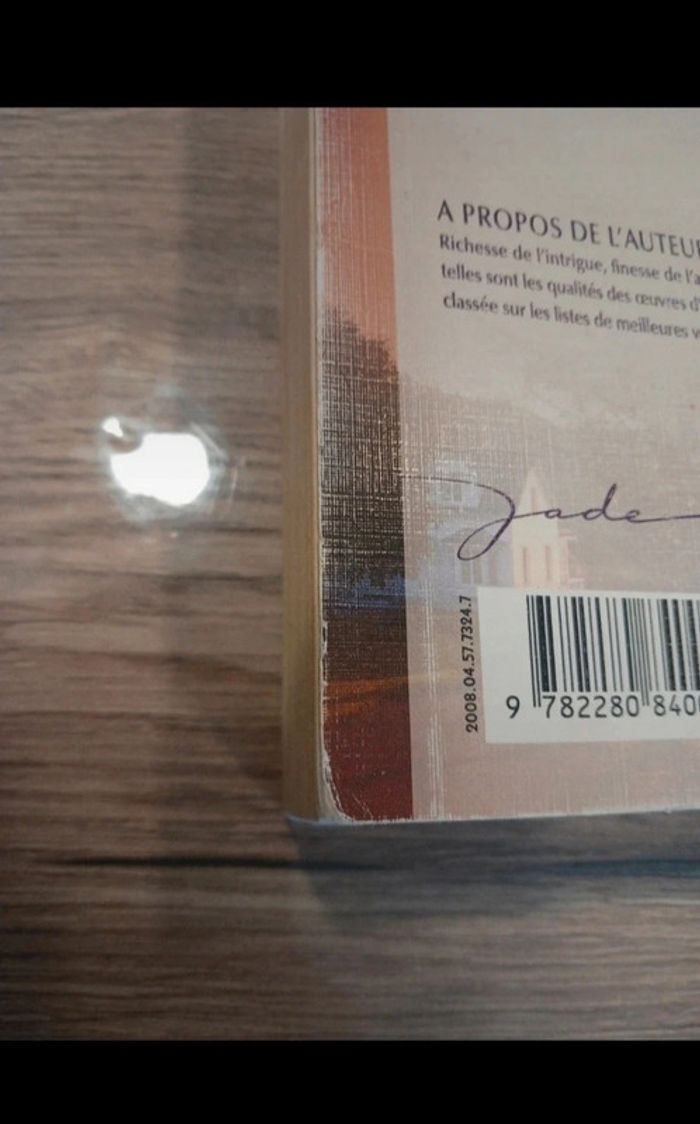 A PROPOS DE L'AUTEUR
Richesse de l'intrigue, finesse de l'a
telles sont les qualités des œuvres d'
classée sur les listes de meilleures v
Jade
2008.04.57.7324.7
9 782280 840